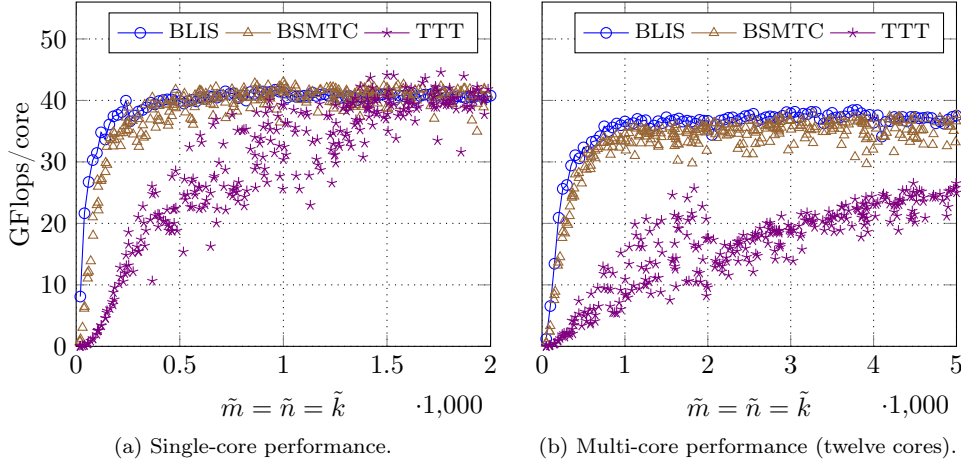 BLIS BSMTC TTT
GFlops/core
50
40
30
20
10
0
0 0.5 1 1.5 2
m̃ = ñ = k̃ ·1,000
(a) Single-core performance.
BLIS BSMTC TTT
0 1 2 3 4 5
m̃ = ñ = k̃ ·1,000
(b) Multi-core performance (twelve cores).